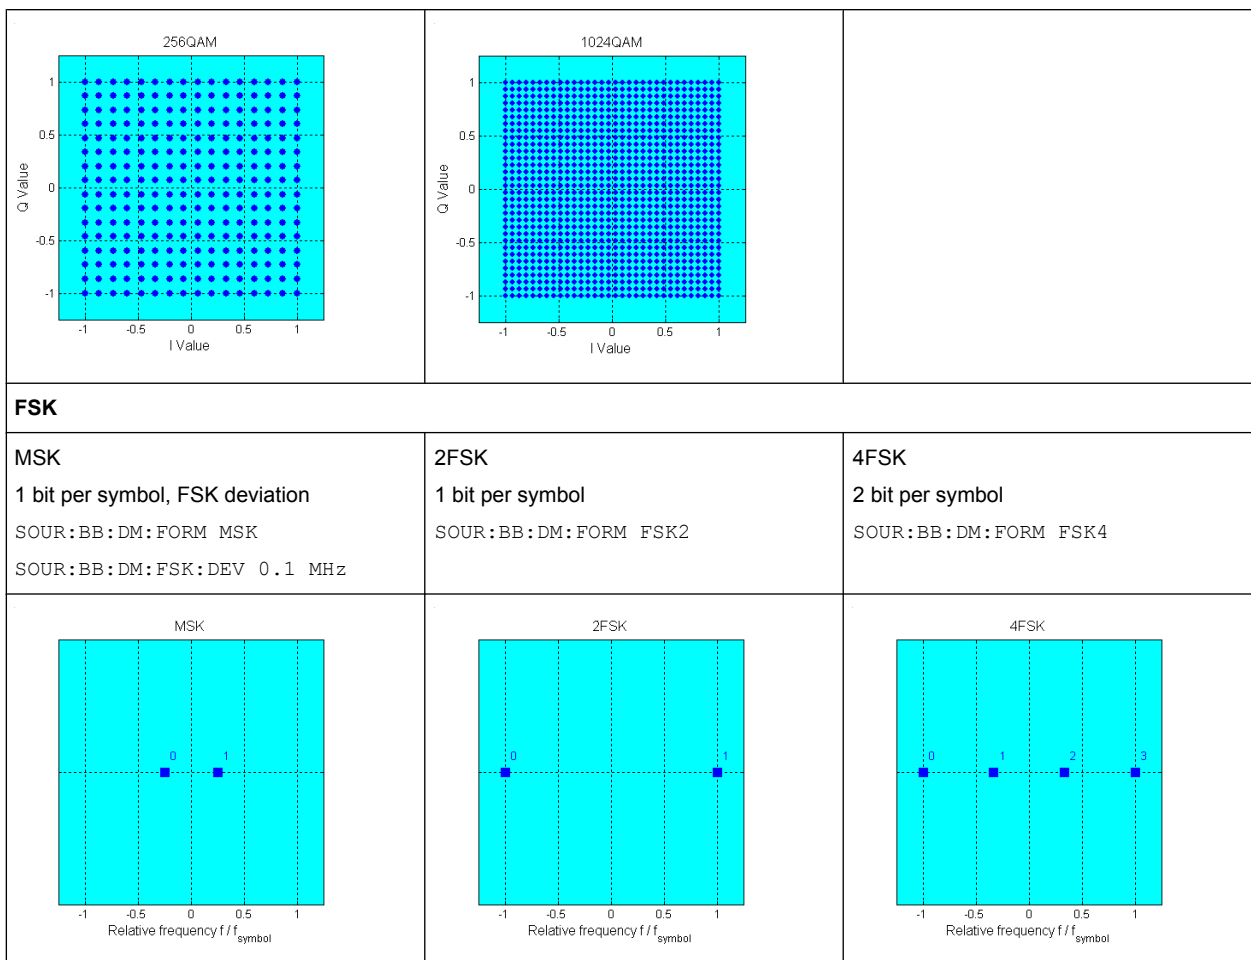 256QAM
1
0.5
0
-0.5
-1
Q Value
-1 -0.5 0 0.5 1
I Value
1024QAM
1
0.5
0
-0.5
-1
Q Value
-1 -0.5 0 0.5 1
I Value
FSK
MSK
1 bit per symbol, FSK deviation
SOUR:BB:DM:FORM MSK
SOUR:BB:DM:FSK:DEV 0.1 MHz
2FSK
1 bit per symbol
SOUR:BB:DM:FORM FSK2
4FSK
2 bit per symbol
SOUR:BB:DM:FORM FSK4
MSK
0 1
-1 -0.5 0 0.5 1
Relative frequency f / f symbol
2FSK
0 1
-1 -0.5 0 0.5 1
Relative frequency f / f symbol
4FSK
0 1 2 3
-1 -0.5 0 0.5 1
Relative frequency f / f symbol